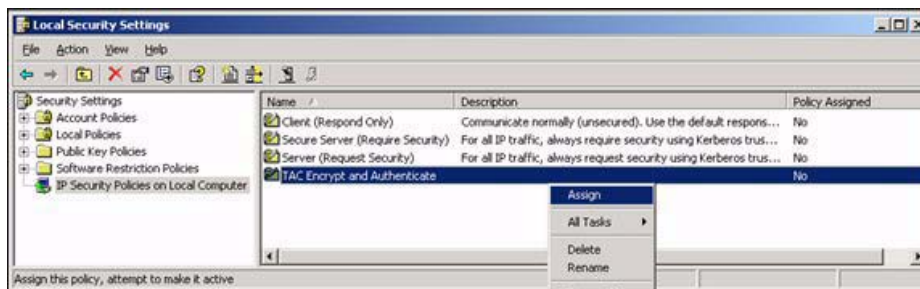 Local Security Settings
File Action View Help
Security Settings
Account Policies
Local Policies
Public Key Policies
Software Restriction Policies
IP Security Policies on Local Computer
Name / Description Policy Assigned
Client (Respond Only) Communicate normally (unsecured). Use the default respons... No
Secure Server (Require Security) For all IP traffic, always require security using Kerberos trus... No
Server (Request Security) For all IP traffic, always request security using Kerberos trus... No
TAC Encrypt and Authenticate No
Assign
All Tasks
Delete
Rename
Assign this policy, attempt to make it active